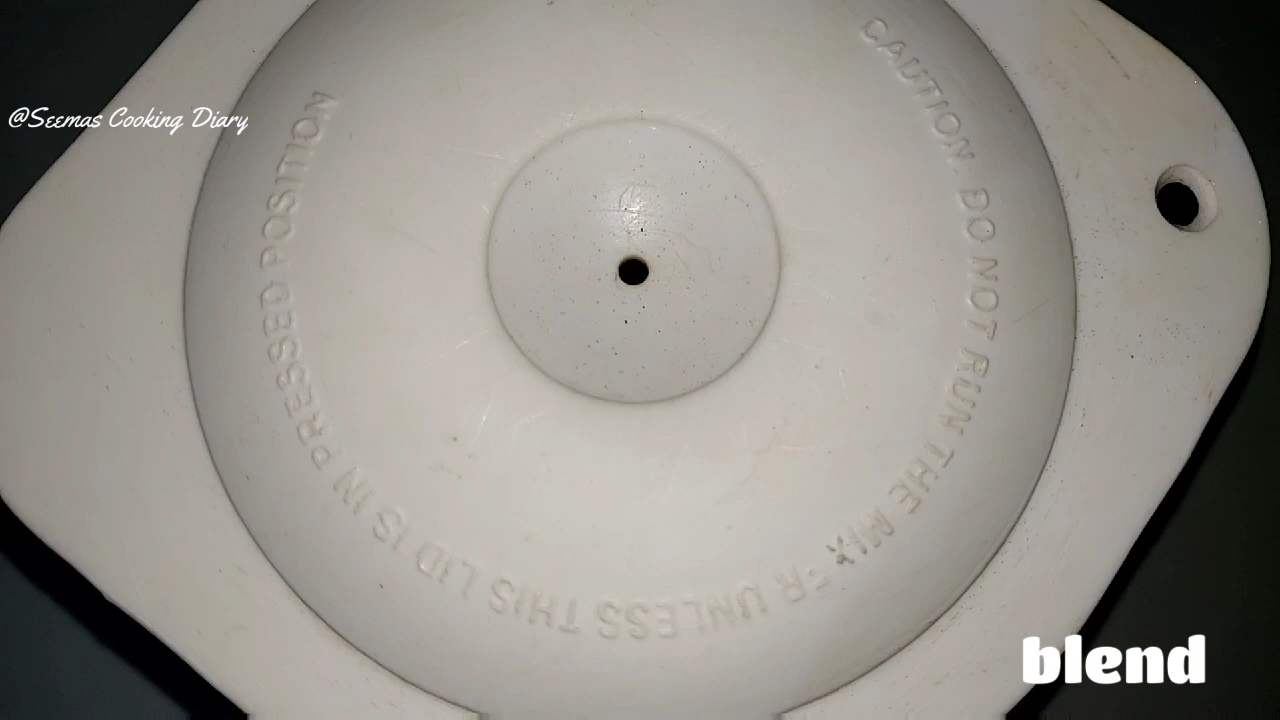 @Seemas Cooking Diary
CAUTION: DO NOT RUN THE MIXER UNLESS THIS LID IS IN PRESSED POSITION
blend